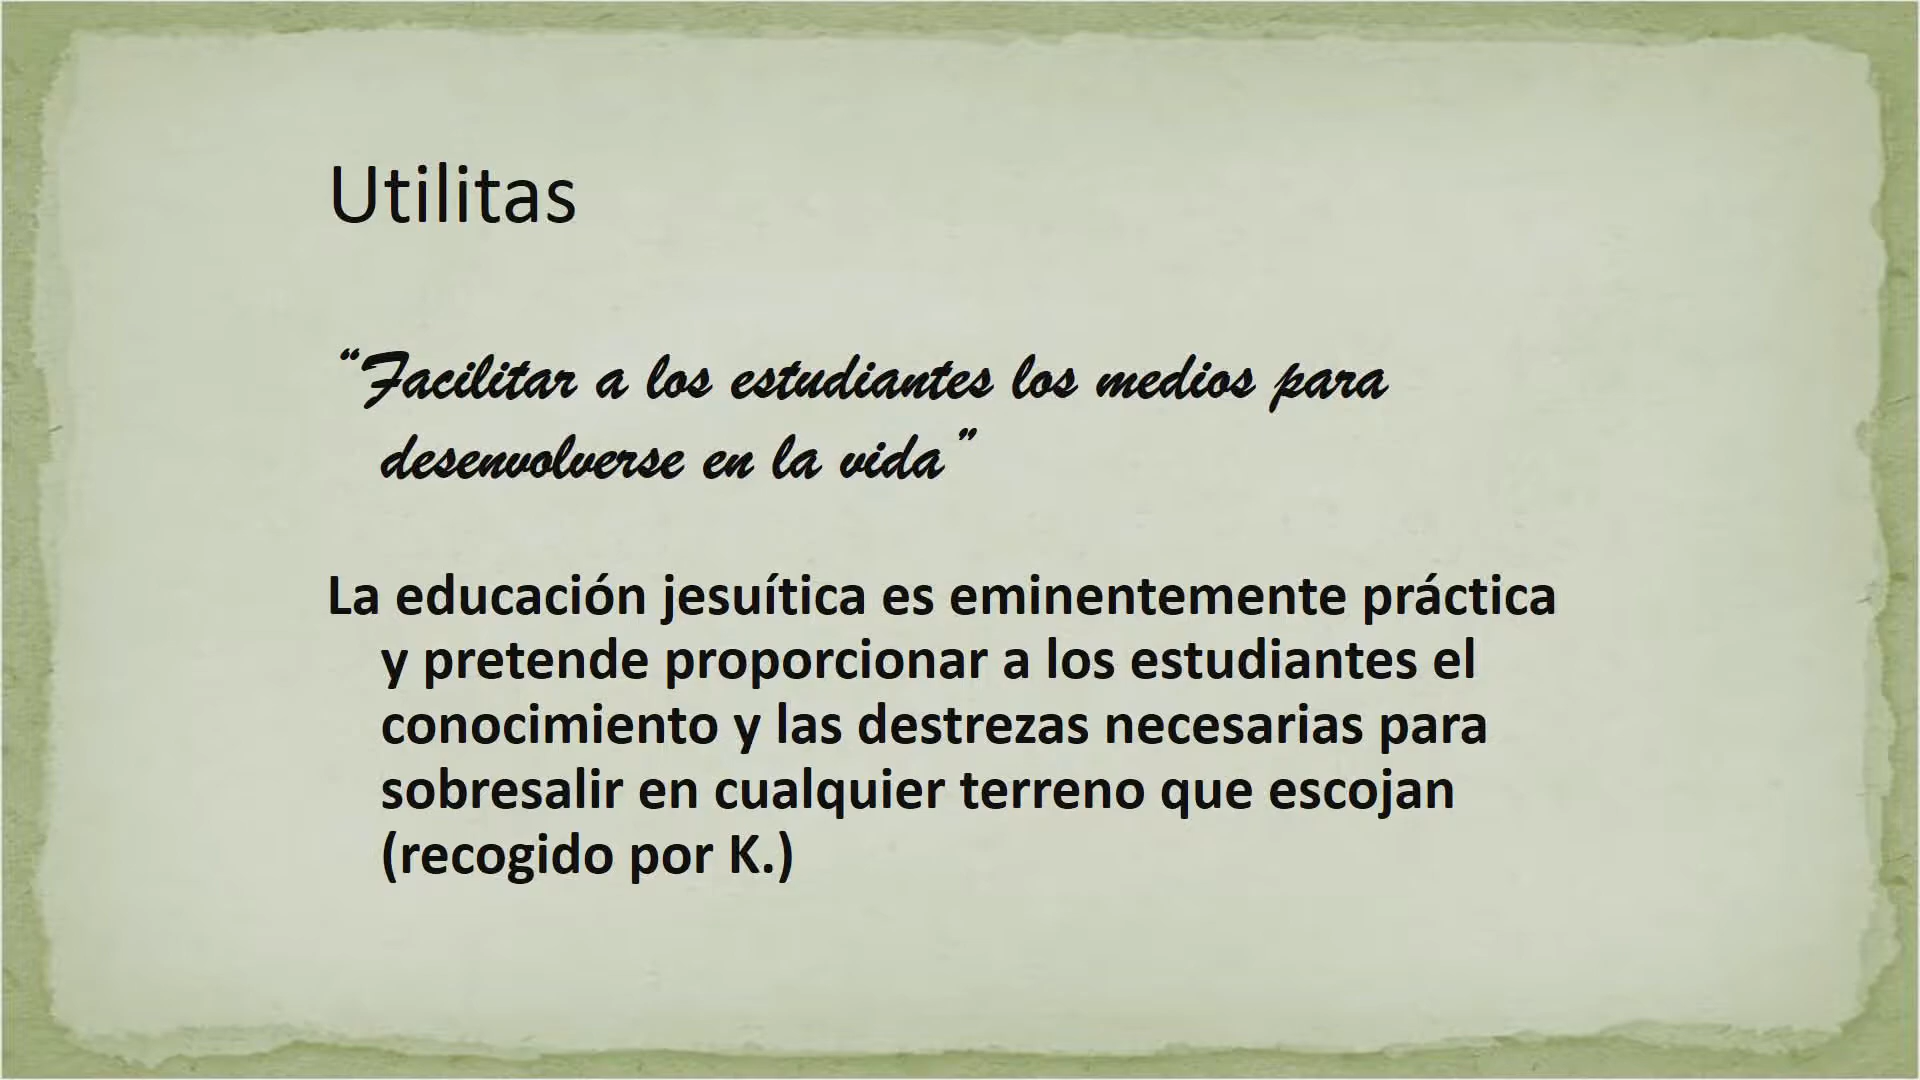 Utilitas
“Facilitar a los estudiantes los medios para
desenvolverse en la vida”
La educación jesuítica es eminentemente práctica
y pretende proporcionar a los estudiantes el
conocimiento y las destrezas necesarias para
sobresalir en cualquier terreno que escojan
(recogido por K.)